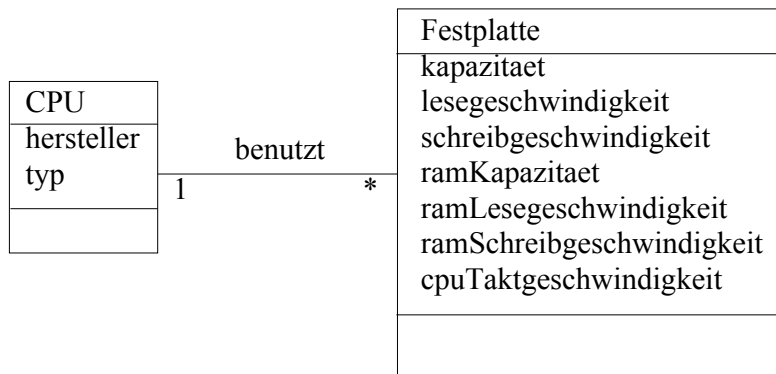 CPU
hersteller
typ
benutzt
1
*
Festplatte
kapazitaet
lesegeschwindigkeit
schreibgeschwindigkeit
ramKapazitaet
ramLesegeschwindigkeit
ramSchreibgeschwindigkeit
cpuTaktgeschwindigkeit